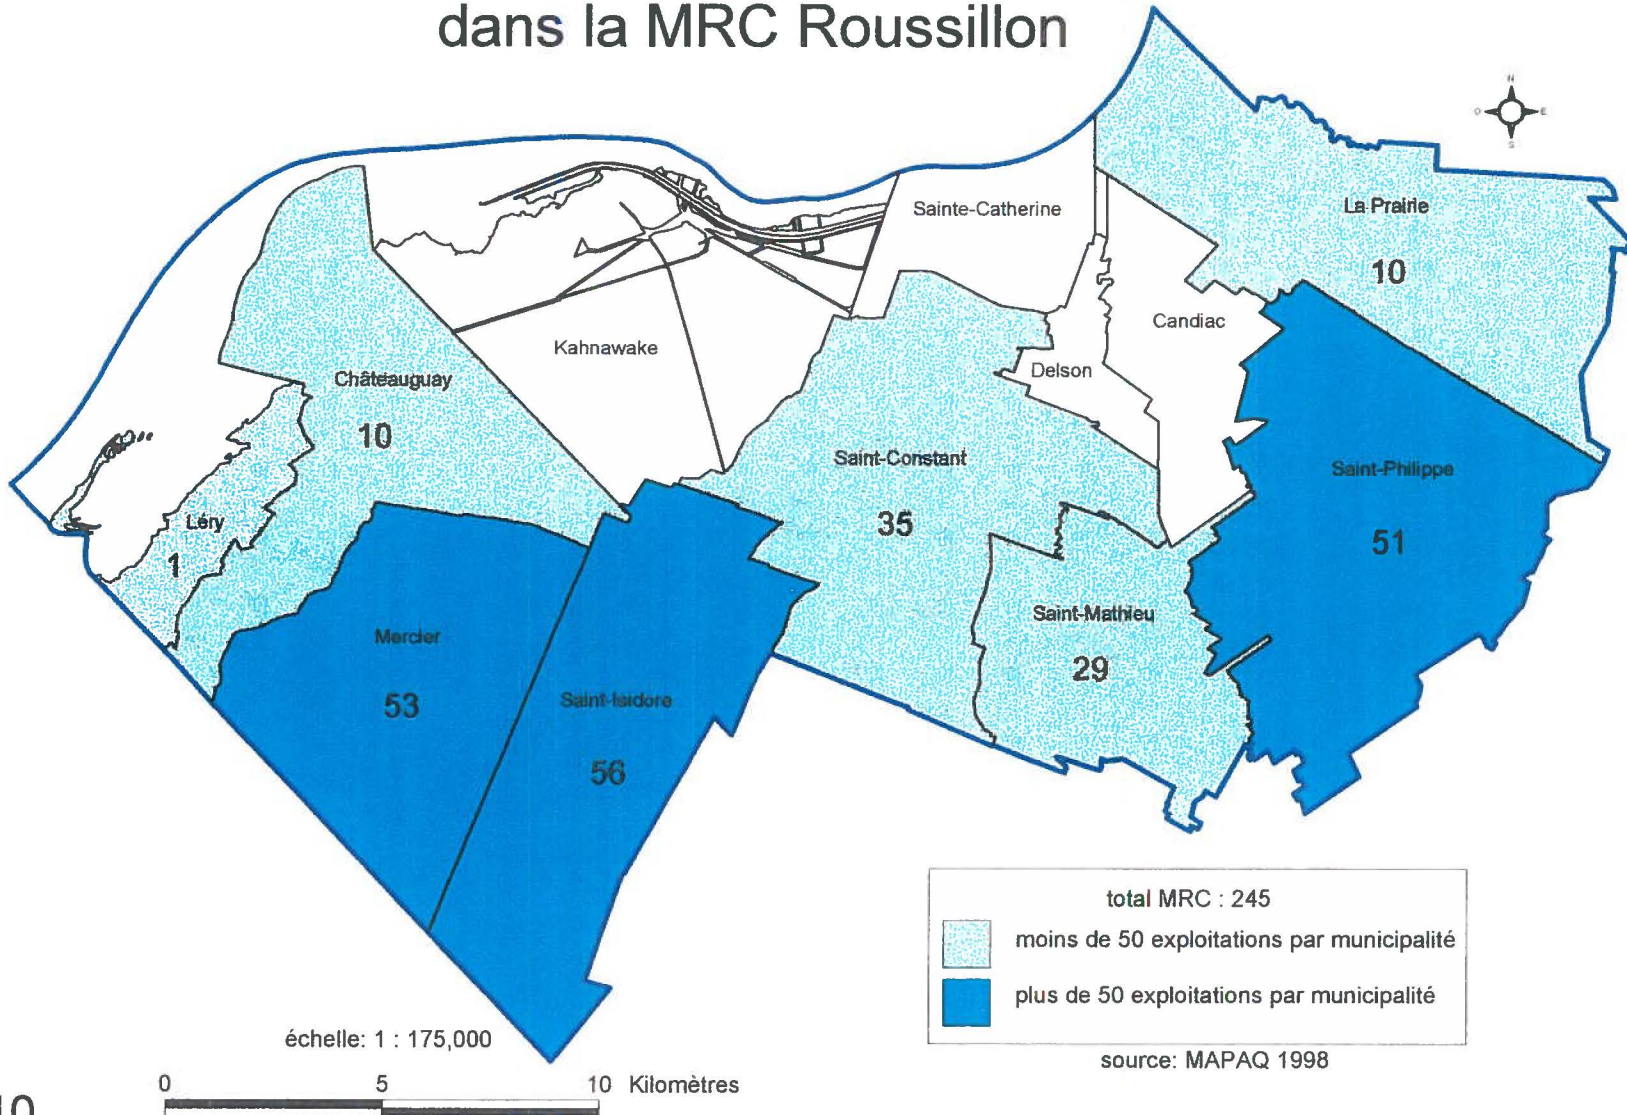 dans la MRC Roussillon
N
O E
S
Sainte-Catherine
La Prairie
10
Candiac
Kahnawake
Delson
Châteauguay
10
Saint-Constant
35
Saint-Philippe
51
Léry
1
Saint-Mathieu
29
Mercier
53
Saint-Isidore
56
total MRC : 245
moins de 50 exploitations par municipalité
plus de 50 exploitations par municipalité
source: MAPAQ 1998
échelle: 1 : 175,000
0 5 10 Kilomètres